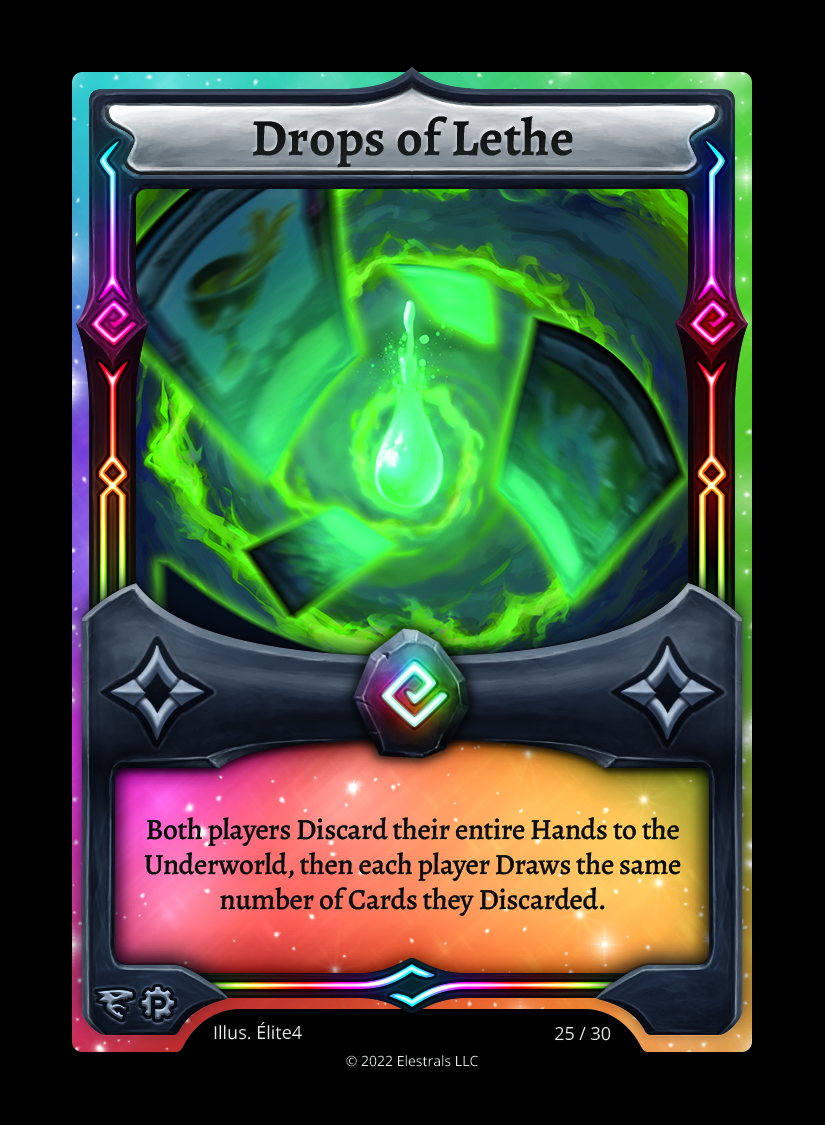 Drops of Lethe
Both players Discard their entire Hands to the
Underworld, then each player Draws the same
number of Cards they Discarded.
P
Illus. Élite4
25 / 30
© 2022 Elestrals LLC